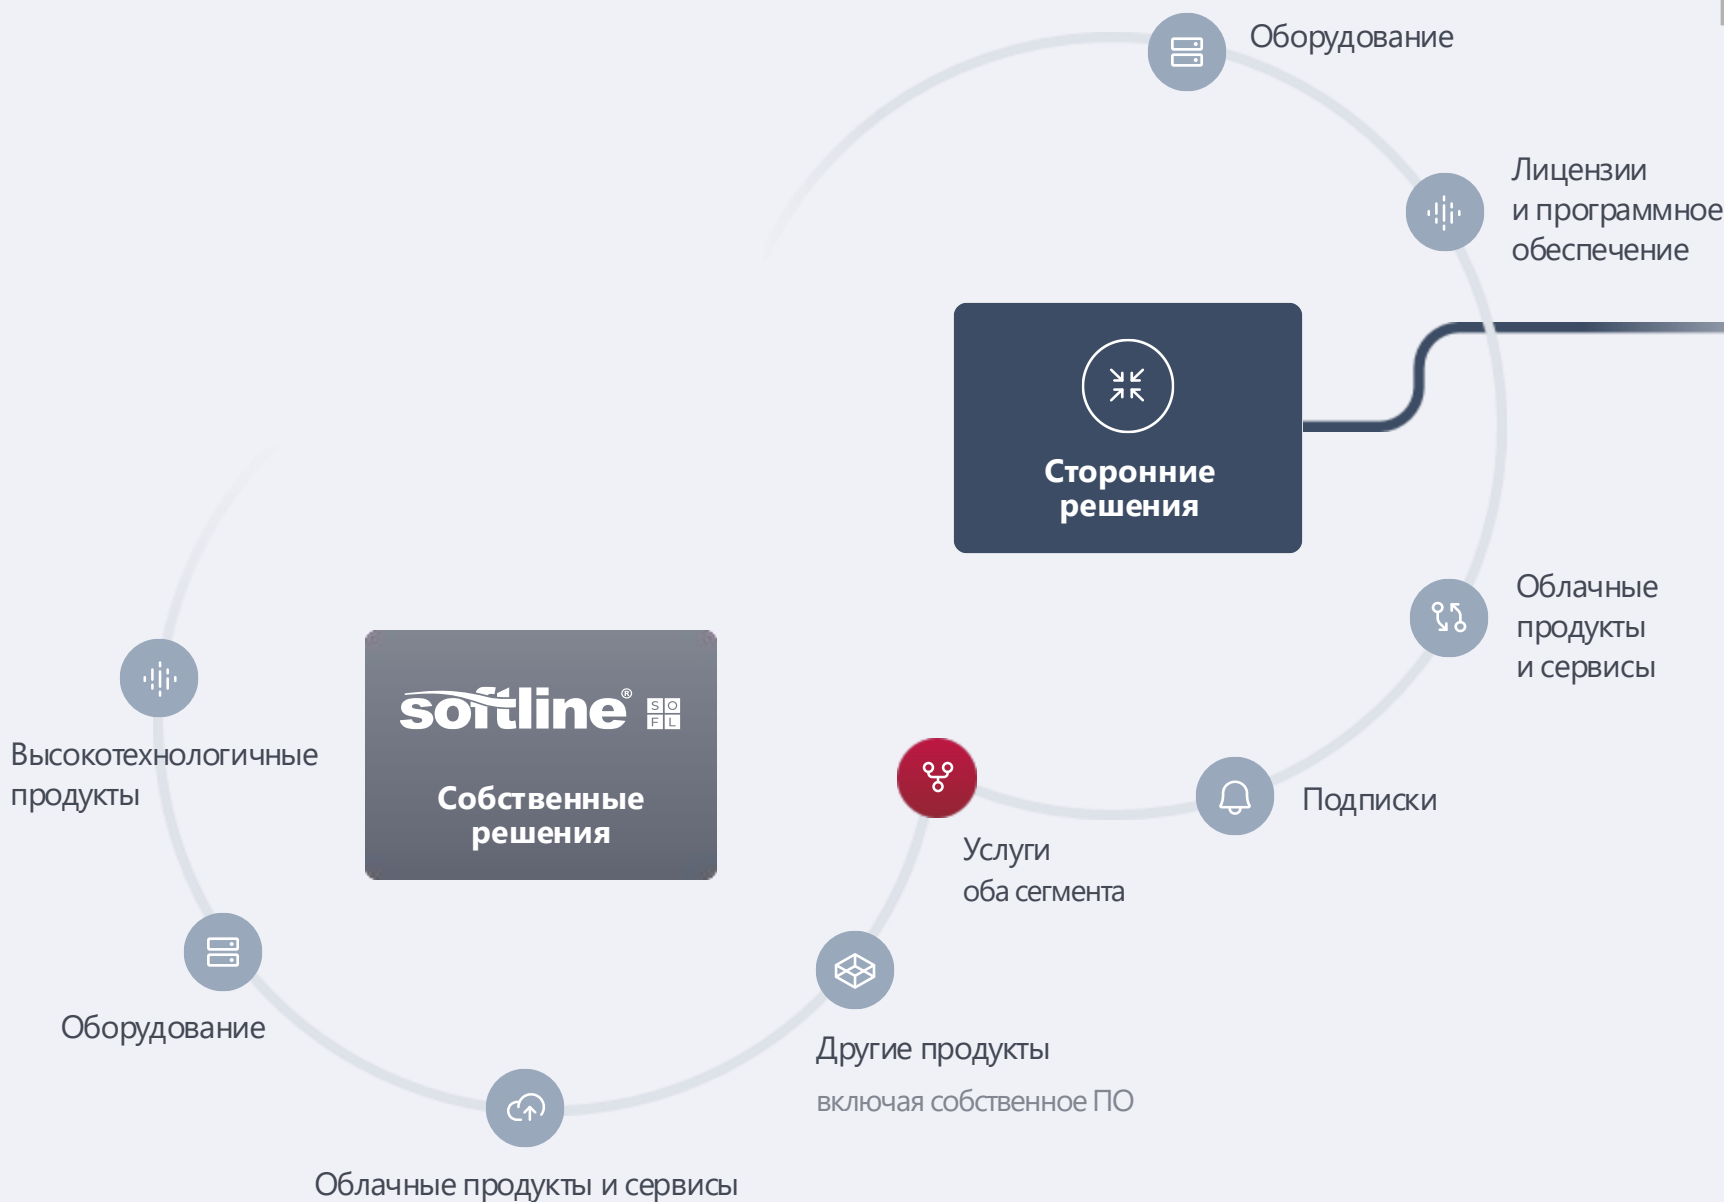 Оборудование
Лицензии
и программное
обеспечение
Сторонние
решения
Облачные
продукты
и сервисы
Подписки
Услуги
оба сегмента
softline®
SO
FL
Собственные
решения
Высокотехнологичные
продукты
Оборудование
Другие продукты
включая собственное ПО
Облачные продукты и сервисы